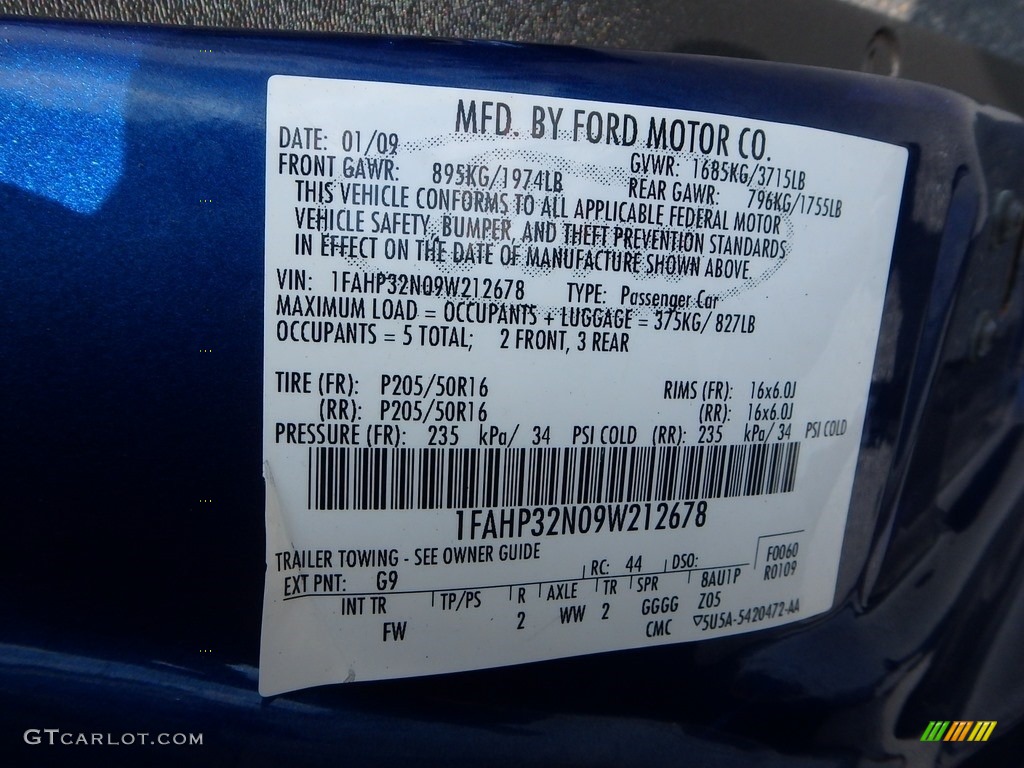 MFD. BY FORD MOTOR CO.
DATE: 01/09 GVWR: 1685KG/3715LB
FRONT GAWR: 895KG/1974LB REAR GAWR: 796KG/1755LB
THIS VEHICLE CONFORMS TO ALL APPLICABLE FEDERAL MOTOR
VEHICLE SAFETY, BUMPER, AND THEFT PREVENTION STANDARDS
IN EFFECT ON THE DATE OF MANUFACTURE SHOWN ABOVE.
VIN: 1FAHP32N09W212678 TYPE: Passenger Car
MAXIMUM LOAD = OCCUPANTS + LUGGAGE = 375KG/ 827LB
OCCUPANTS = 5 TOTAL; 2 FRONT, 3 REAR
TIRE (FR): P205/50R16 RIMS (FR): 16x6.0J
(RR): P205/50R16 (RR): 16x6.0J
PRESSURE (FR): 235 kPa/ 34 PSI COLD (RR): 235 kPa/ 34 PSI COLD
1FAHP32N09W212678
TRAILER TOWING - SEE OWNER GUIDE F0060
EXT PNT: G9 RC: 44 DSO: R0109
INT TR TP/PS R AXLE TR SPR 8AU1P
FW 2 WW 2 GGGG Z05
CMC ▽5U5A-5420472-AA
GTCARLOT.COM